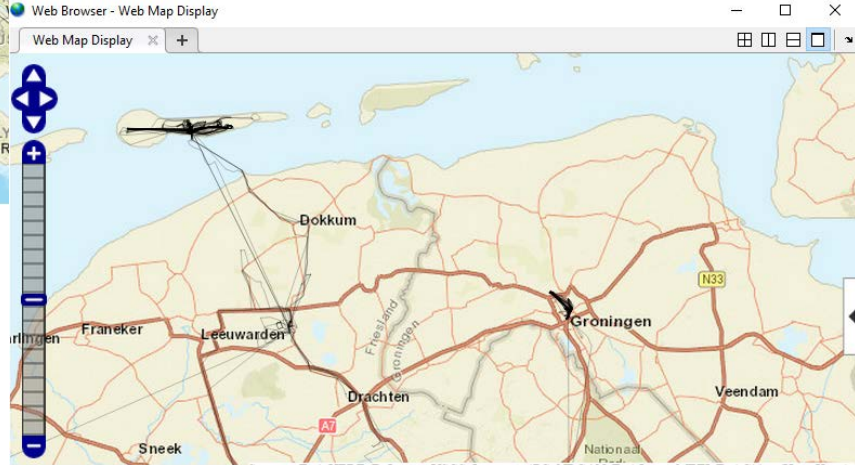 Web Browser - Web Map Display
Web Map Display
Dokkum
N33
Friesland
Groningen
Groningen
Franeker
Leeuwarden
arlingen
Drachten
Veendam
A7
Sneek
Nationaal